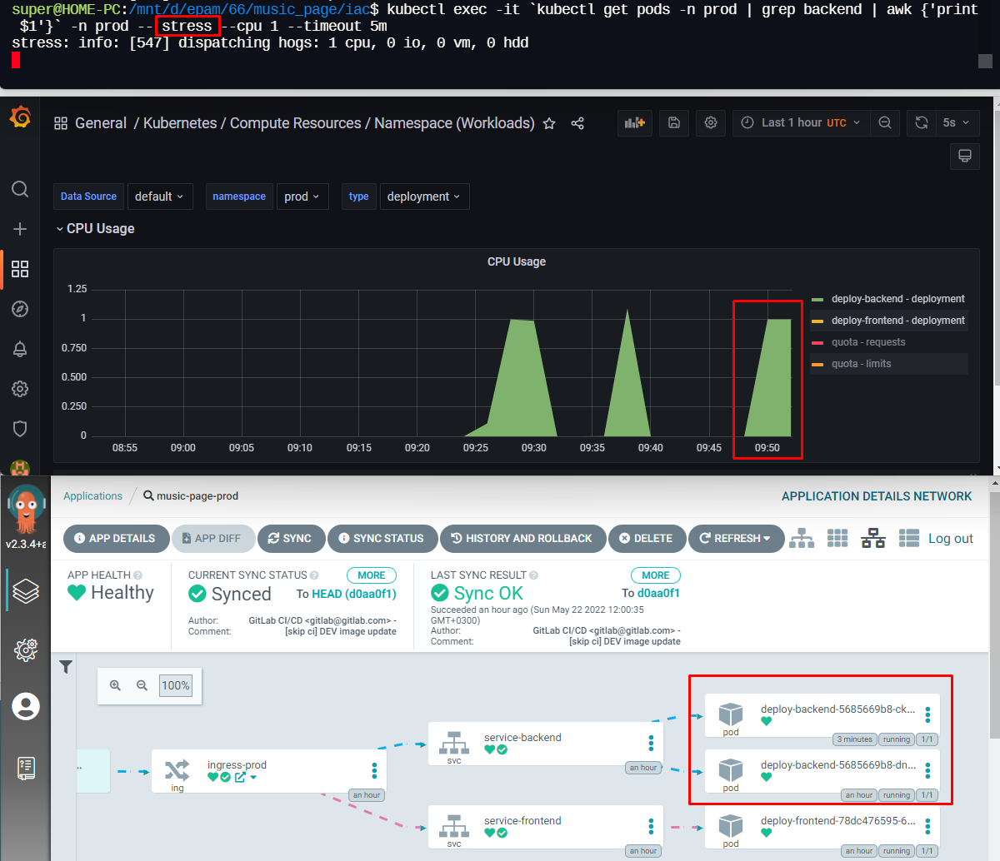 super@HOME-PC:/mnt/d/epam/66/music_page/iac$ kubectl exec -it `kubectl get pods -n prod | grep backend | awk {'print
$1'}` -n prod -- stress --cpu 1 --timeout 5m
stress: info: [547] dispatching hogs: 1 cpu, 0 io, 0 vm, 0 hdd
General / Kubernetes / Compute Resources / Namespace (Workloads)
Last 1 hour UTC
5s
Data Source
default
namespace
prod
type
deployment
CPU Usage
CPU Usage
1.25
1
0.750
0.500
0.250
0
08:55
09:00
09:05
09:10
09:15
09:20
09:25
09:30
09:35
09:40
09:45
09:50
deploy-backend - deployment
deploy-frontend - deployment
quota - requests
quota - limits
v2.3.4+a
Applications
music-page-prod
APPLICATION DETAILS NETWORK
APP DETAILS
APP DIFF
SYNC
SYNC STATUS
HISTORY AND ROLLBACK
DELETE
REFRESH
Log out
APP HEALTH
Healthy
CURRENT SYNC STATUS
MORE
Synced
To HEAD (d0aa0f1)
Author:
GitLab CI/CD <gitlab@gitlab.com> -
Comment:
[skip ci] DEV image update
LAST SYNC RESULT
MORE
Sync OK
To d0aa0f1
Succeeded an hour ago (Sun May 22 2022 12:00:35
GMT+0300)
Author:
GitLab CI/CD <gitlab@gitlab.com> -
Comment:
[skip ci] DEV image update
100%
..
ing
ingress-prod
an hour
svc
service-backend
an hour
svc
service-frontend
an hour
pod
deploy-backend-5685669b8-ck...
3 minutes
running
1/1
pod
deploy-backend-5685669b8-dn...
an hour
running
1/1
pod
deploy-frontend-78dc476595-6...
an hour
running
1/1